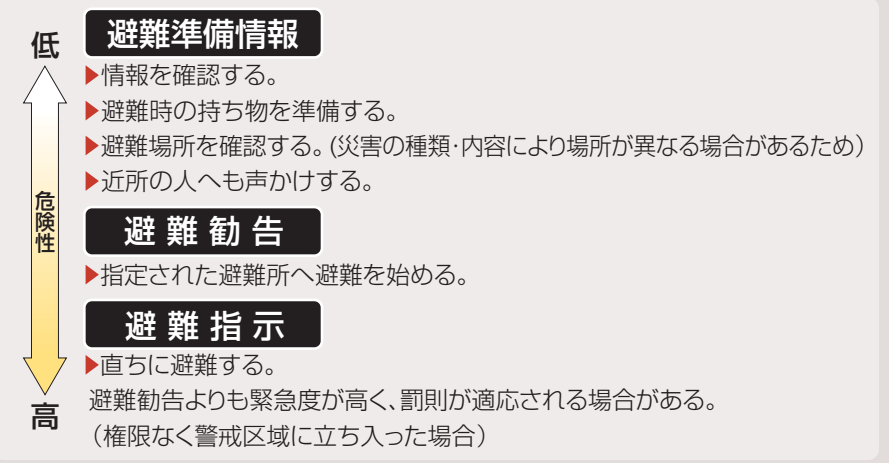 低
避難準備情報
▶情報を確認する。
▶避難時の持ち物を準備する。
▶避難場所を確認する。(災害の種類・内容により場所が異なる場合があるため)
▶近所の人へも声かけする。
危険性
避難勧告
▶指定された避難所へ避難を始める。
避難指示
▶直ちに避難する。
避難勧告よりも緊急度が高く、罰則が適応される場合がある。
(権限なく警戒区域に立ち入った場合)
高